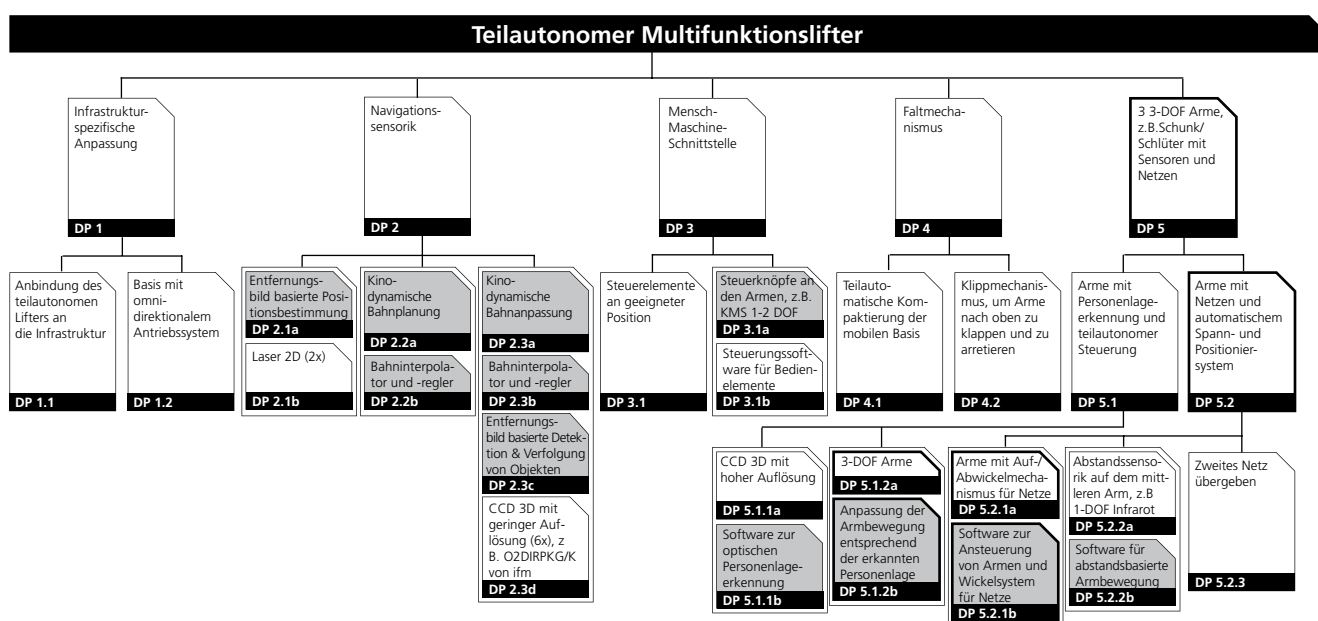 Teilautonomer Multifunktionslifter
Infrastruktur-
spezifische
Anpassung
DP 1
Navigations-
sensorik
DP 2
Mensch-
Maschine-
Schnittstelle
DP 3
Faltmecha-
nismus
DP 4
3 3-DOF Arme,
z.B.Schunk/
Schlüter mit
Sensoren und
Netzen
DP 5
Anbindung des
teilautonomen
Lifters an
die Infrastruktur
DP 1.1
Basis mit
omni-
direktionalem
Antriebssystem
DP 1.2
Entfernungs-
bild basierte Posi-
tionsbestimmung
DP 2.1a
Laser 2D (2x)
DP 2.1b
Kino-
dynamische
Bahnplanung
DP 2.2a
Bahninterpola-
tor und -regler
DP 2.2b
Kino-
dynamische
Bahnanpassung
DP 2.3a
Bahninterpola-
tor und -regler
DP 2.3b
Entfernungs-
bild basierte Detek-
tion & Verfolgung
von Objekten
DP 2.3c
CCD 3D mit
geringer Auf-
lösung (6x), z
B. O2DIRPKG/K
von ifm
DP 2.3d
Steuerelemente
an geeigneter
Position
DP 3.1
Steuerknöpfe an
den Armen, z.B.
KMS 1-2 DOF
DP 3.1a
Steuerungssoft-
ware für Bedien-
elemente
DP 3.1b
Teilauto-
matische Kom-
paktierung der
mobilen Basis
DP 4.1
Klippmechanis-
mus, um Arme
nach oben zu
klappen und zu
arretieren
DP 4.2
Arme mit
Personenlage-
erkennung und
teilautonomer
Steuerung
DP 5.1
Arme mit
Netzen und
automatischem
Spann- und
Positionier-
system
DP 5.2
CCD 3D mit
hoher Auflösung
DP 5.1.1a
Software zur
optischen
Personenlage-
erkennung
DP 5.1.1b
3-DOF Arme
DP 5.1.2a
Anpassung der
Armbewegung
entsprechend
der erkannten
Personenlage
DP 5.1.2b
Arme mit Auf-/
Abwickelmecha-
nismus für Netze
DP 5.2.1a
Software zur
Ansteuerung
von Armen und
Wickelsystem
für Netze
DP 5.2.1b
Abstandssenso-
rik auf dem mitt-
leren Arm, z.B
1-DOF Infrarot
DP 5.2.2a
Software für
abstandsbasierte
Armbewegung
DP 5.2.2b
Zweites Netz
übergeben
DP 5.2.3